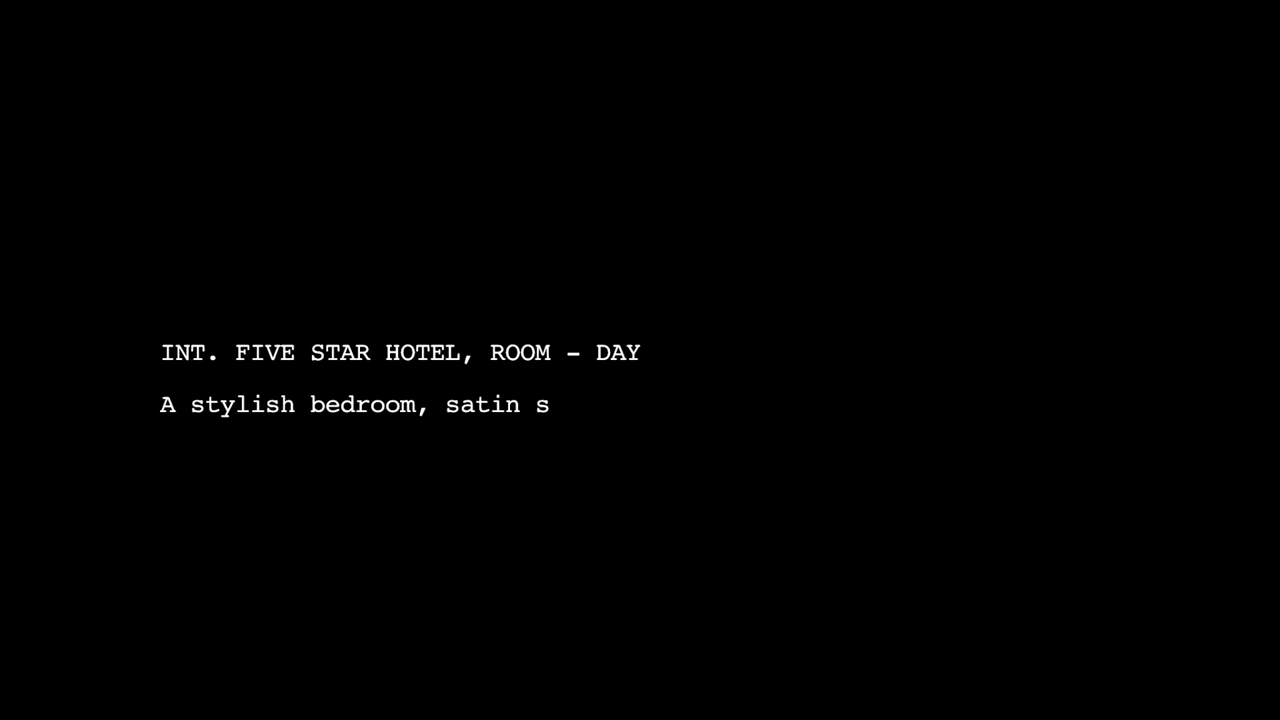 INT. FIVE STAR HOTEL, ROOM – DAY
A stylish bedroom, satin s